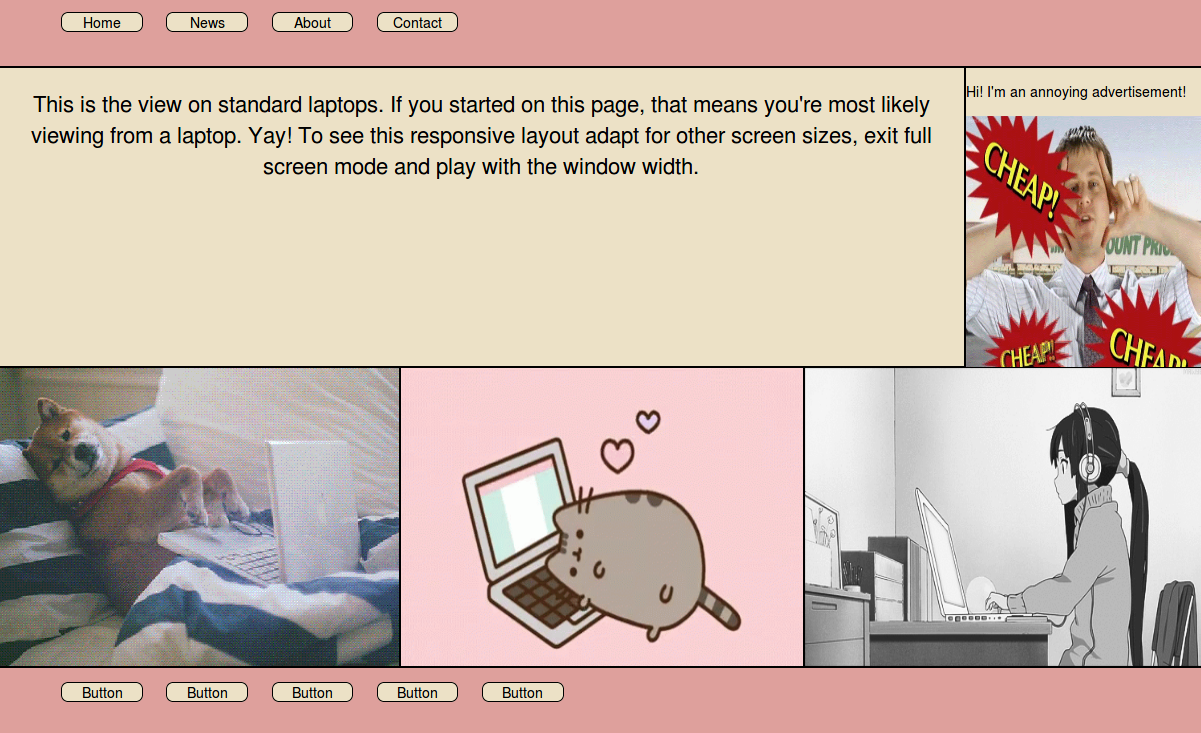 Home News About Contact
This is the view on standard laptops. If you started on this page, that means you're most likely
viewing from a laptop. Yay! To see this responsive layout adapt for other screen sizes, exit full
screen mode and play with the window width.
Hi! I'm an annoying advertisement!
CHEAP!
OUNT PRIC
CHEAP!
CHEAP!
Button Button Button Button Button